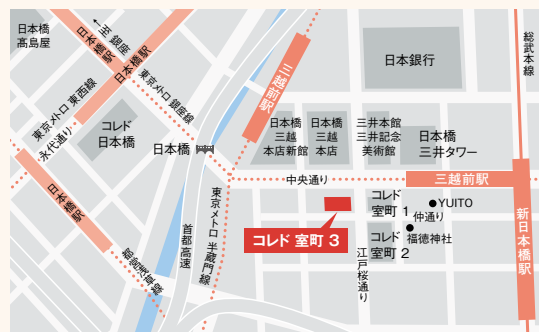 日本橋
髙島屋
←至 銀座
日本橋駅
日本橋駅
東京メトロ 東西線
永代通り
コレド
日本橋
東京メトロ 銀座線
日本橋
三越前駅
日本銀行
総武本線
日本橋
三越
本店新館
日本橋
三越
本店
三井本館
三井記念
美術館
日本橋
三井タワー
中央通り
三越前駅
日本橋駅
都営浅草線
首都高速
東京メトロ 半蔵門線
コレド 室町 3
コレド
室町 1
YUITO
仲通り
福徳神社
コレド
室町 2
江戸桜通り
新日本橋駅